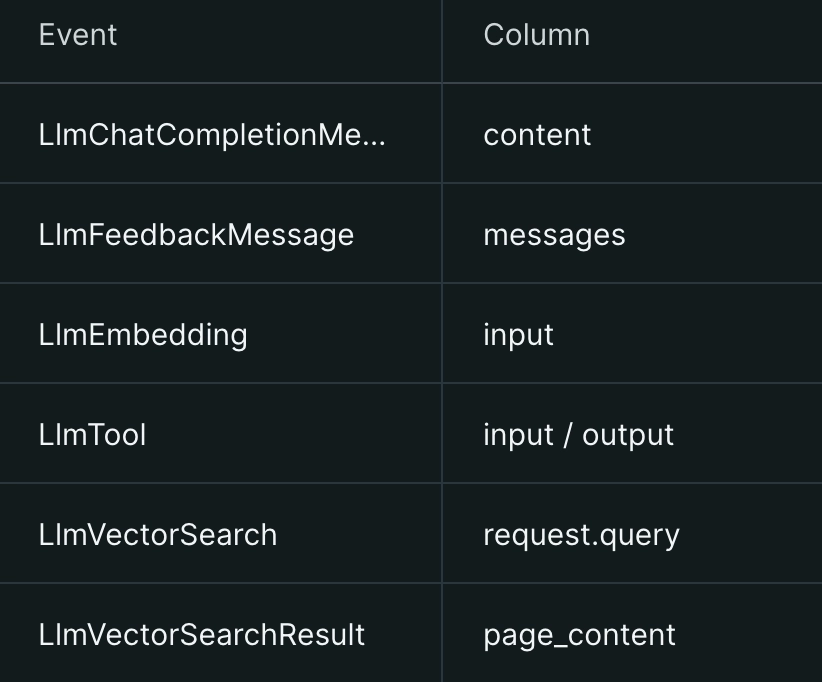 Event Column
LlmChatCompletionMe... content
LlmFeedbackMessage messages
LlmEmbedding input
LlmTool input / output
LlmVectorSearch request.query
LlmVectorSearchResult page_content